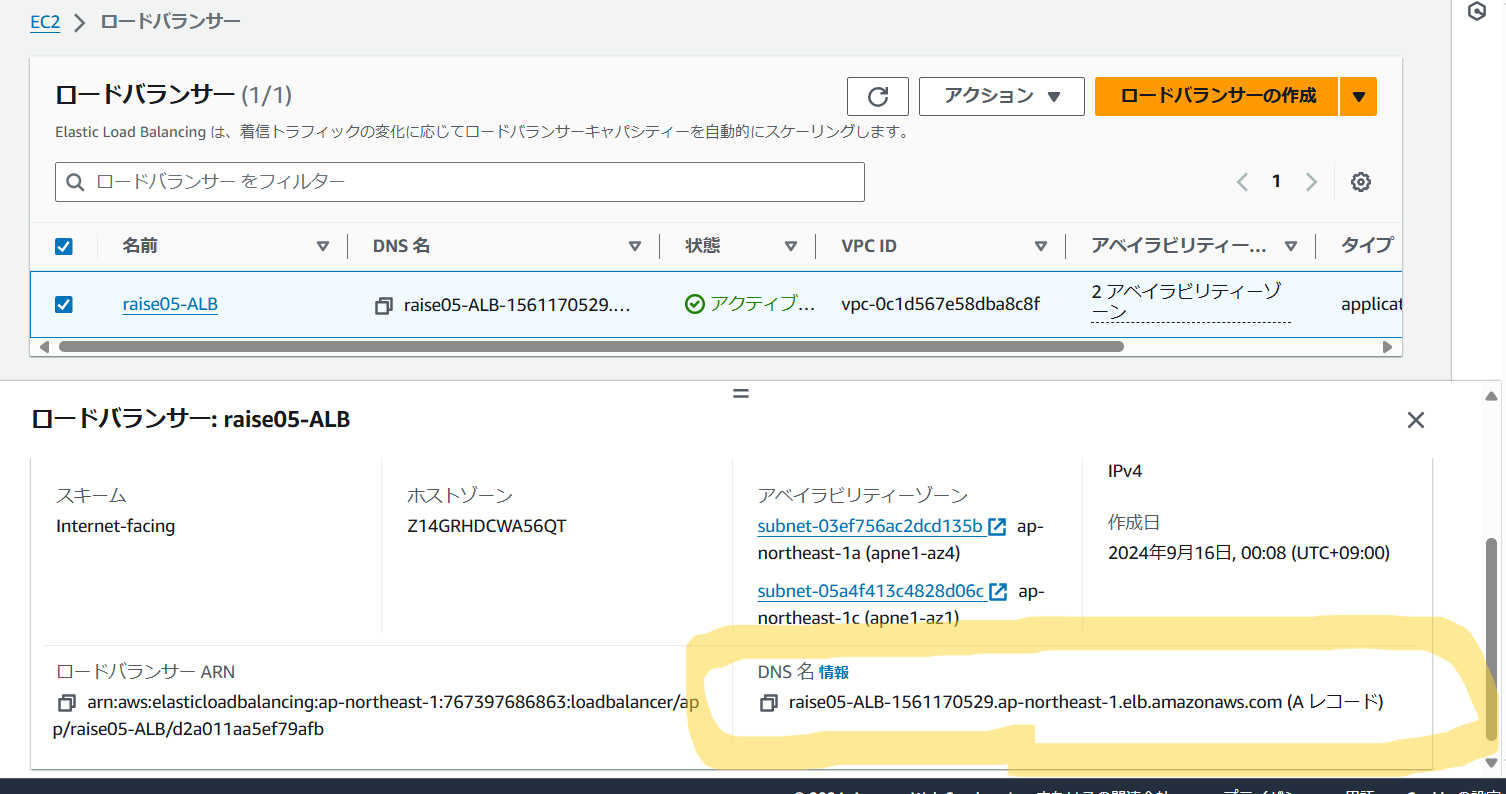 EC2 > ロードバランサー
ロードバランサー (1/1)
アクション
ロードバランサーの作成
Elastic Load Balancing は、着信トラフィックの変化に応じてロードバランサーキャパシティーを自動的にスケーリングします。
ロードバランサー をフィルター
1
名前 DNS 名 状態 VPC ID アベイラビリティー... タイプ
raise05-ALB raise05-ALB-1561170529.... アクティブ... vpc-0c1d567e58dba8c8f 2 アベイラビリティーゾ
ーン
applicat
ロードバランサー: raise05-ALB
スキーム
Internet-facing
ホストゾーン
Z14GRHDCWA56QT
アベイラビリティーゾーン
subnet-03ef756ac2dcd135b ap-
northeast-1a (apne1-az4)
subnet-05a4f413c4828d06c ap-
northeast-1c (apne1-az1)
IPv4
作成日
2024年9月16日, 00:08 (UTC+09:00)
ロードバランサー ARN
arn:aws:elasticloadbalancing:ap-northeast-1:767397686863:loadbalancer/ap
p/raise05-ALB/d2a011aa5ef79afb
DNS 名 情報
raise05-ALB-1561170529.ap-northeast-1.elb.amazonaws.com (A レコード)